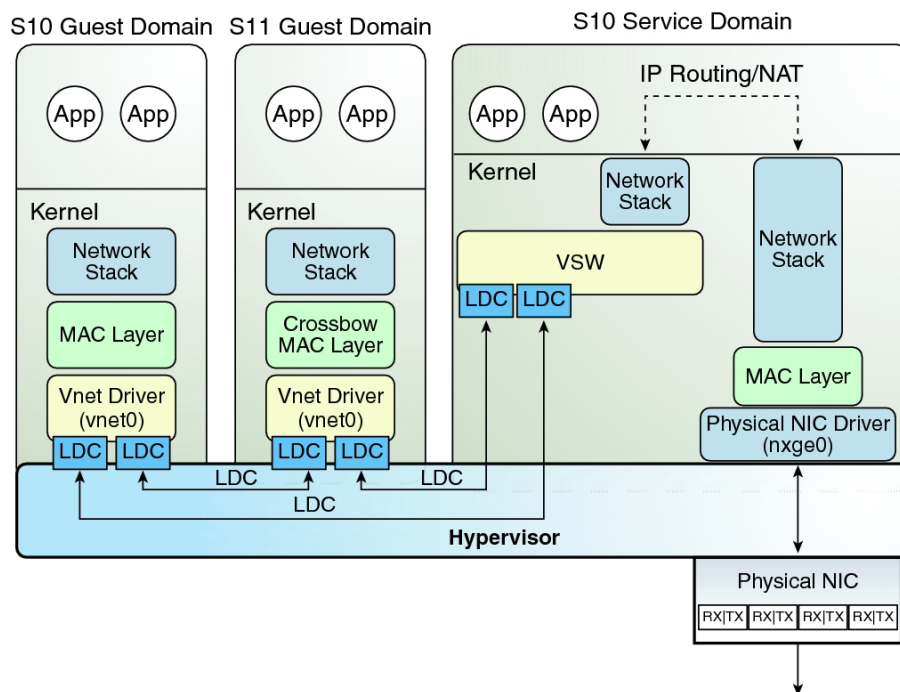 S10 Guest Domain
S11 Guest Domain
S10 Service Domain
App
App
Kernel
Network
Stack
MAC Layer
Vnet Driver
(vnet0)
LDC
LDC
App
App
Kernel
Network
Stack
Crossbow
MAC Layer
Vnet Driver
(vnet0)
LDC
LDC
IP Routing/NAT
App
App
Kernel
Network
Stack
VSW
LDC
LDC
Network
Stack
MAC Layer
Physical NIC Driver
(nxge0)
LDC
LDC
LDC
Hypervisor
Physical NIC
RX|TX
RX|TX
RX|TX
RX|TX